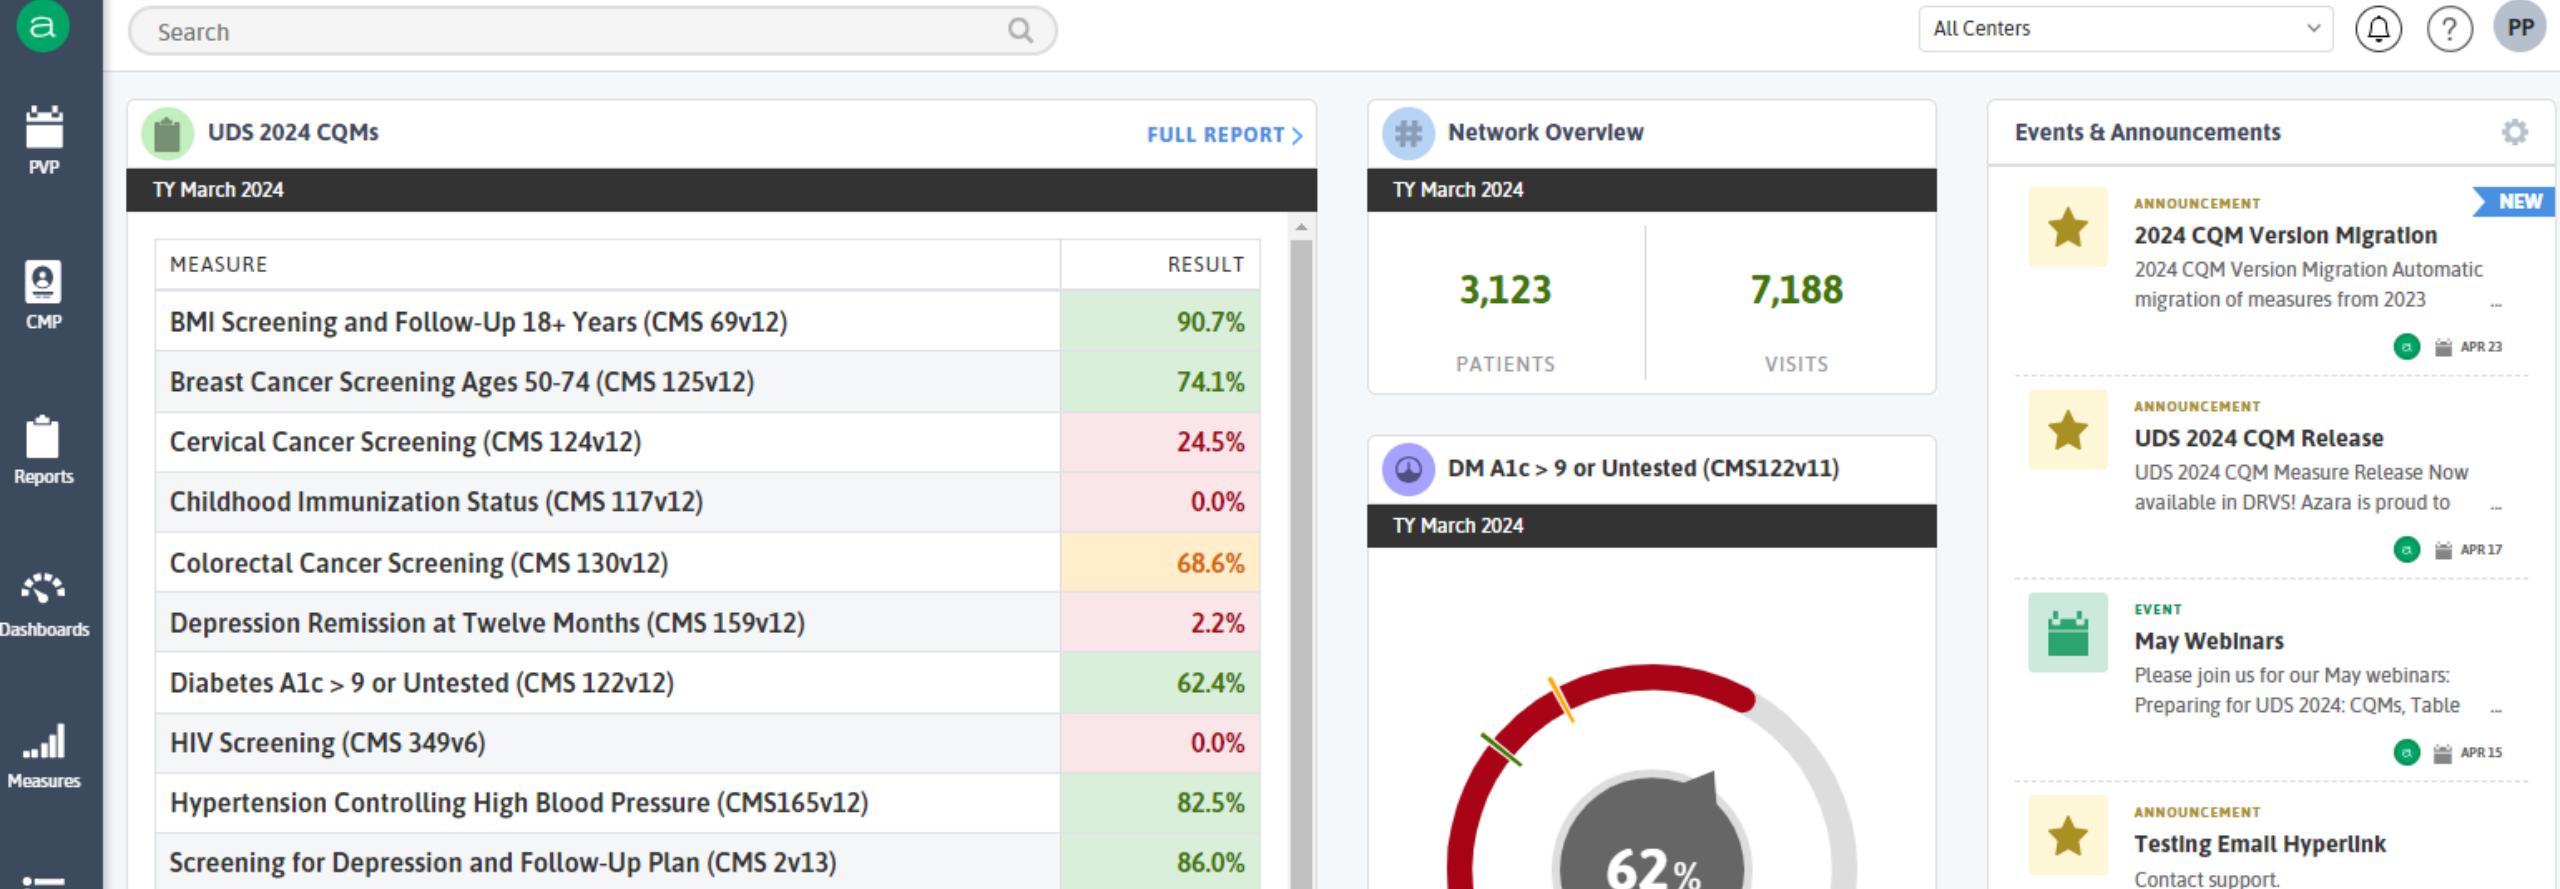 a
Search
All Centers
?
PP
PVP
CMP
Reports
Dashboards
Measures
UDS 2024 CQMs
FULL REPORT >
TY March 2024
MEASURE RESULT
BMI Screening and Follow-Up 18+ Years (CMS 69v12) 90.7%
Breast Cancer Screening Ages 50-74 (CMS 125v12) 74.1%
Cervical Cancer Screening (CMS 124v12) 24.5%
Childhood Immunization Status (CMS 117v12) 0.0%
Colorectal Cancer Screening (CMS 130v12) 68.6%
Depression Remission at Twelve Months (CMS 159v12) 2.2%
Diabetes A1c > 9 or Untested (CMS 122v12) 62.4%
HIV Screening (CMS 349v6) 0.0%
Hypertension Controlling High Blood Pressure (CMS165v12) 82.5%
Screening for Depression and Follow-Up Plan (CMS 2v13) 86.0%
# Network Overview
TY March 2024
3,123 7,188
PATIENTS VISITS
DM A1c > 9 or Untested (CMS122v11)
TY March 2024
62%
Events & Announcements
NEW
ANNOUNCEMENT
2024 CQM Version Migration
2024 CQM Version Migration Automatic
migration of measures from 2023 ...
a APR 23
ANNOUNCEMENT
UDS 2024 CQM Release
UDS 2024 CQM Measure Release Now
available in DRVS! Azara is proud to ...
a APR 17
EVENT
May Webinars
Please join us for our May webinars:
Preparing for UDS 2024: CQMs, Table ...
a APR 15
ANNOUNCEMENT
Testing Email Hyperlink
Contact support.